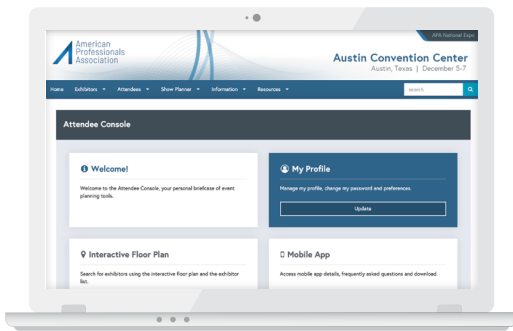 APA National Expo
American
Professionals
Association
Austin Convention Center
Austin, Texas | December 5-7
Home Exhibitors Attendees Show Planner Information Resources search
Attendee Console
Welcome!
Welcome to the Attendee Console, your personal briefcase of event
planning tools.
My Profile
Manage my profile, change my password and preferences.
Update
Interactive Floor Plan
Search for exhibitors using the interactive floor plan and the exhibitor
list.
Mobile App
Access mobile app details, frequently asked questions and download.